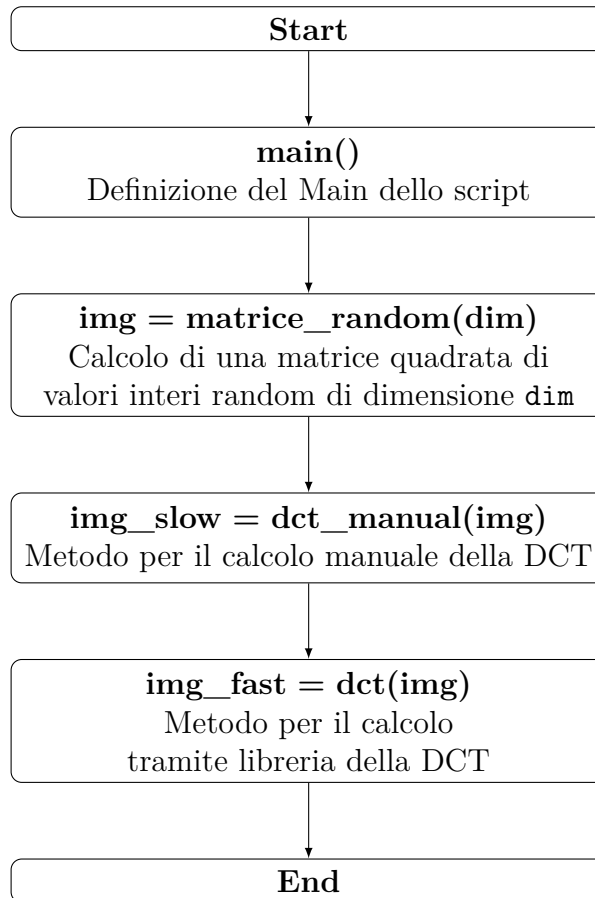 Start
main()
Definizione del Main dello script
img = matrice_random(dim)
Calcolo di una matrice quadrata di
valori interi random di dimensione dim
img_slow = dct_manual(img)
Metodo per il calcolo manuale della DCT
img_fast = dct(img)
Metodo per il calcolo
tramite libreria della DCT
End